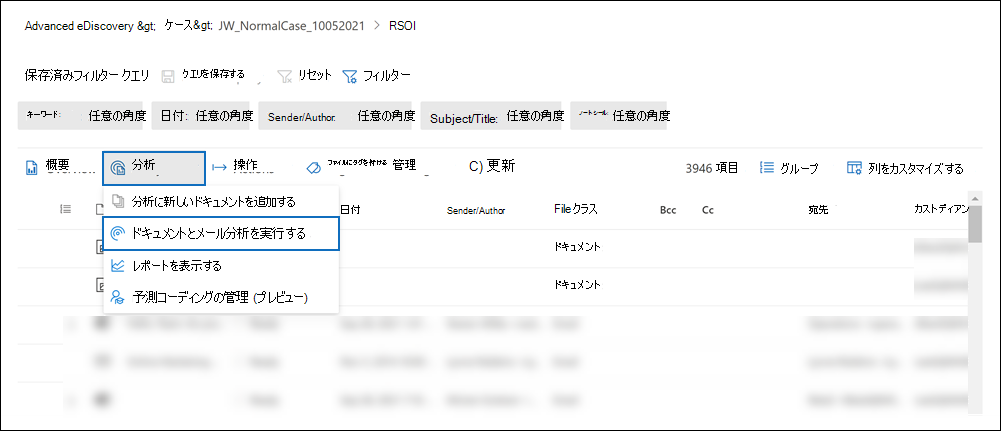 Advanced eDiscovery &gt; ケース&gt; JW_NormalCase_10052021 > RSOI
保存済みフィルター クエリ クエリを保存する リセット フィルター
キーワード: 任意の角度 日付: 任意の角度 Sender/Author: 任意の角度 Subject/Title: 任意の角度 任意の角度
概要 分析 操作 ファイルにタグを付ける 管理 C) 更新 3946 項目 グループ 列をカスタマイズする
分析に新しいドキュメントを追加する
日付 Sender/Author Fileクラス Bcc Cc 宛先 カストディアン
ドキュメントとメール分析を実行する
ドキュメント
レポートを表示する
ドキュメント
予測コーディングの管理 (プレビュー)